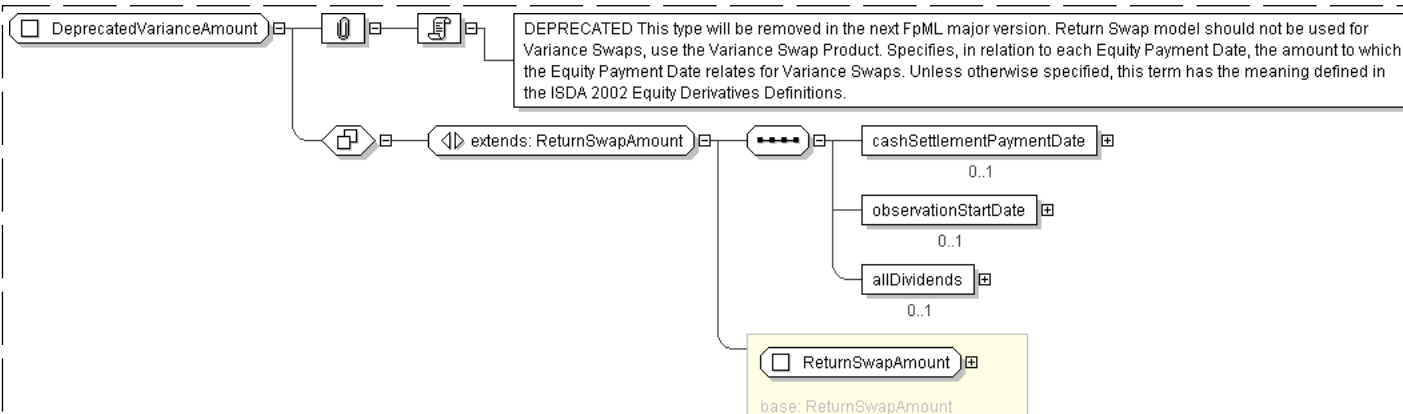 DeprecatedVarianceAmount
DEPRECATED This type will be removed in the next FpML major version. Return Swap model should not be used for
Variance Swaps, use the Variance Swap Product. Specifies, in relation to each Equity Payment Date, the amount to which
the Equity Payment Date relates for Variance Swaps. Unless otherwise specified, this term has the meaning defined in
the ISDA 2002 Equity Derivatives Definitions.
extends: ReturnSwapAmount
cashSettlementPaymentDate
0..1
observationStartDate
0..1
allDividends
0..1
ReturnSwapAmount
base: ReturnSwapAmount